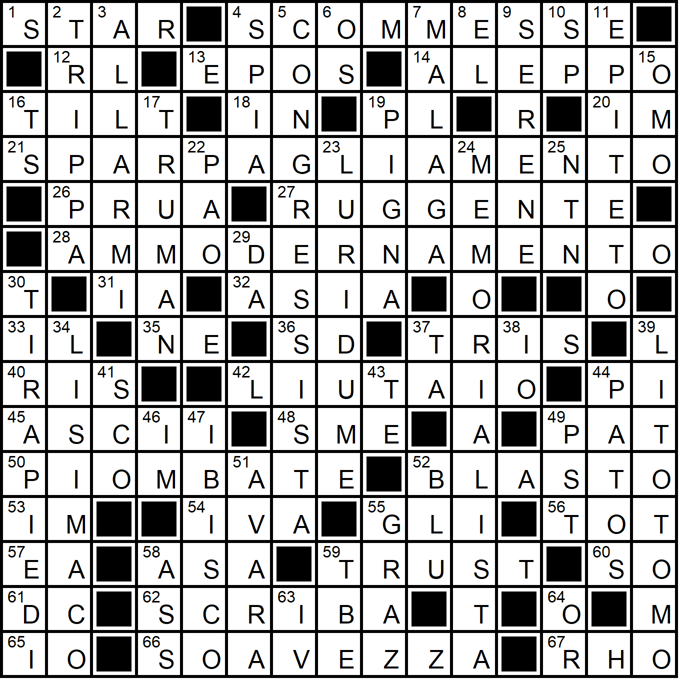 1 2 3 4 5 6 7 8 9 10 11
S T A R S C O M M E S S E
12 13 14 15
R L E P O S A L E P P O
16 17 18 19 20
T I L T I N P L R I M
21 22 23 24 25
S P A R P A G L I A M E N T O
26 27
P R U A R U G G E N T E
28 29
A M M O D E R N A M E N T O
30 31 32
T I A A S I A O O
33 34 35 36 37 38 39
I L N E S D T R I S L
40 41 42 43 44
R I S L I U T A I O P I
45 46 47 48 49
A S C I I S M E A P A T
50 51 52
P I O M B A T E B L A S T O
53 54 55 56
I M I V A G L I T O T
57 58 59 60
E A A S A T R U S T S O
61 62 63 64
D C S C R I B A T O M
65 66 67
I O S O A V E Z Z A R H O